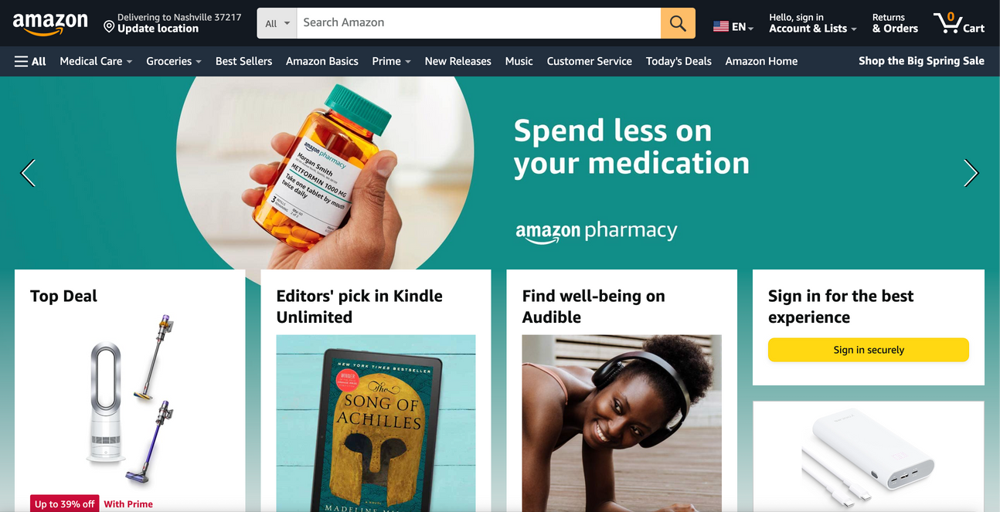 amazon
Delivering to Nashville 37217
Update location
All
Search Amazon
EN
Hello, sign in
Account & Lists
Returns
& Orders
0
Cart
All
Medical Care
Groceries
Best Sellers
Amazon Basics
Prime
New Releases
Music
Customer Service
Today's Deals
Amazon Home
Shop the Big Spring Sale
amazon pharmacy
Morgan Smith
METFORMIN 1000 MG
Take one tablet by mouth
twice daily
3
Spend less on
your medication
amazon pharmacy
Top Deal
Up to 39% off
With Prime
Editors' pick in Kindle
Unlimited
NEW YORK TIMES BESTSELLER
WINNER
The
SONG OF
ACHILLES
A NOVEL
Find well-being on
Audible
Sign in for the best
experience
Sign in securely